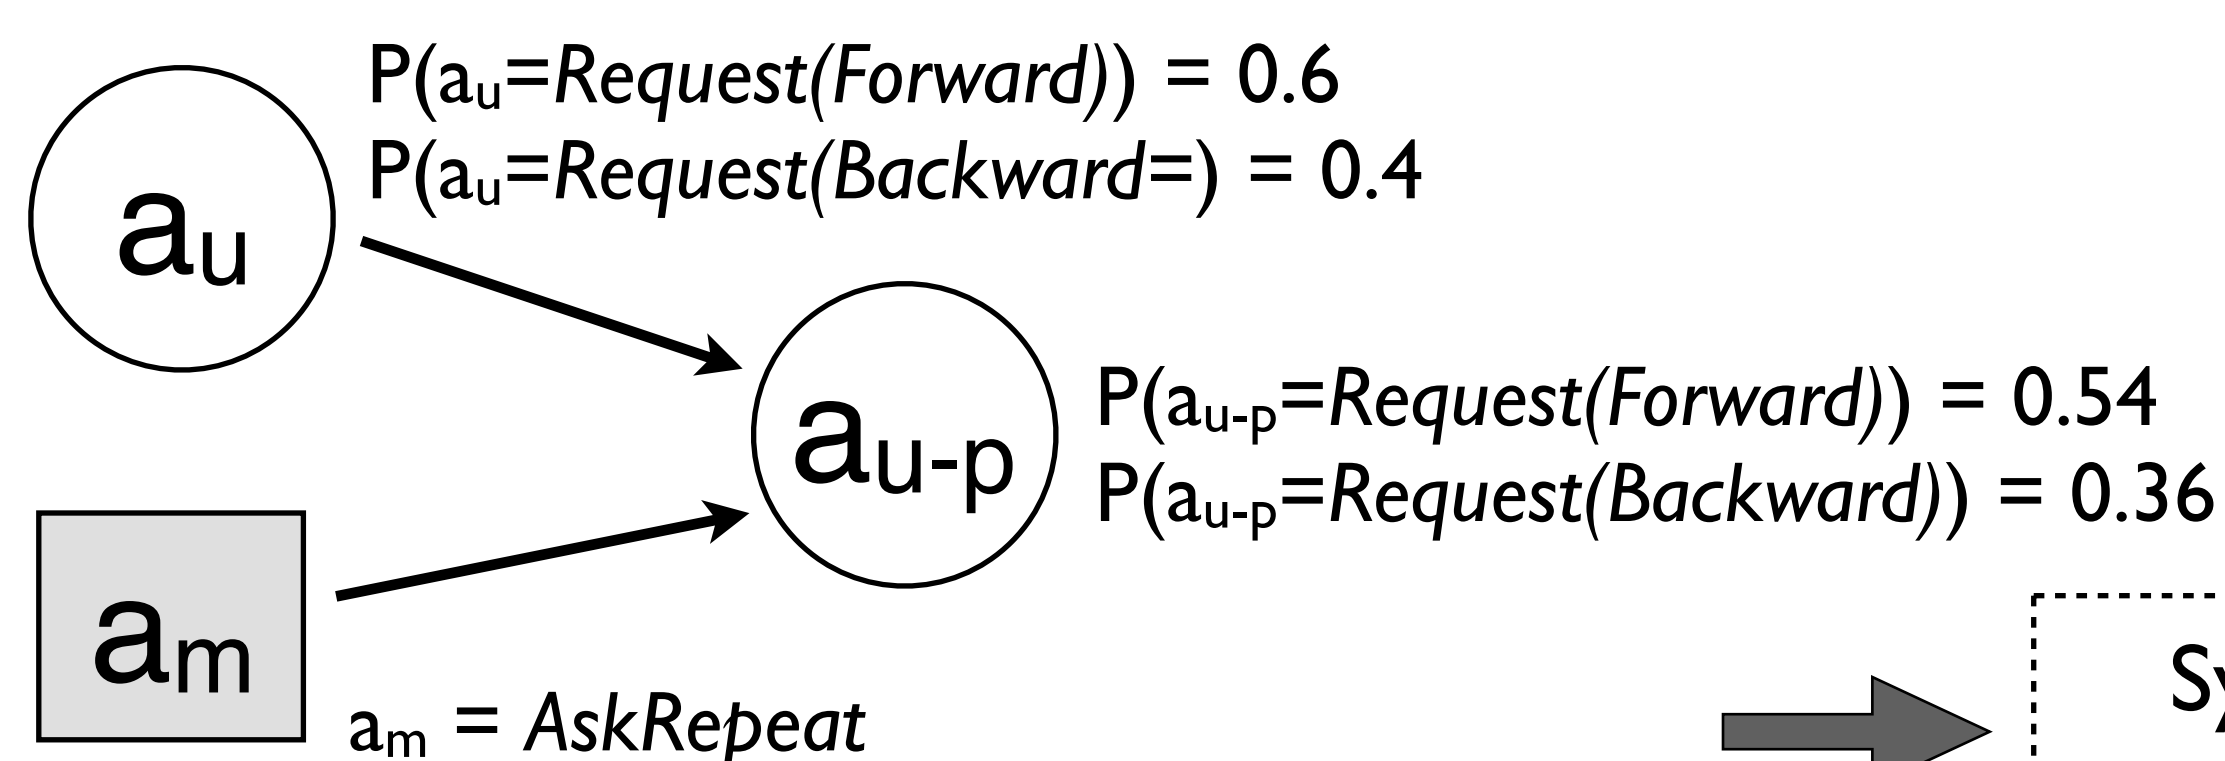 P(au=Request(Forward)) = 0.6
P(au=Request(Backward=) = 0.4
au
au-p
P(au-p=Request(Forward)) = 0.54
P(au-p=Request(Backward)) = 0.36
am
am = AskRepeat